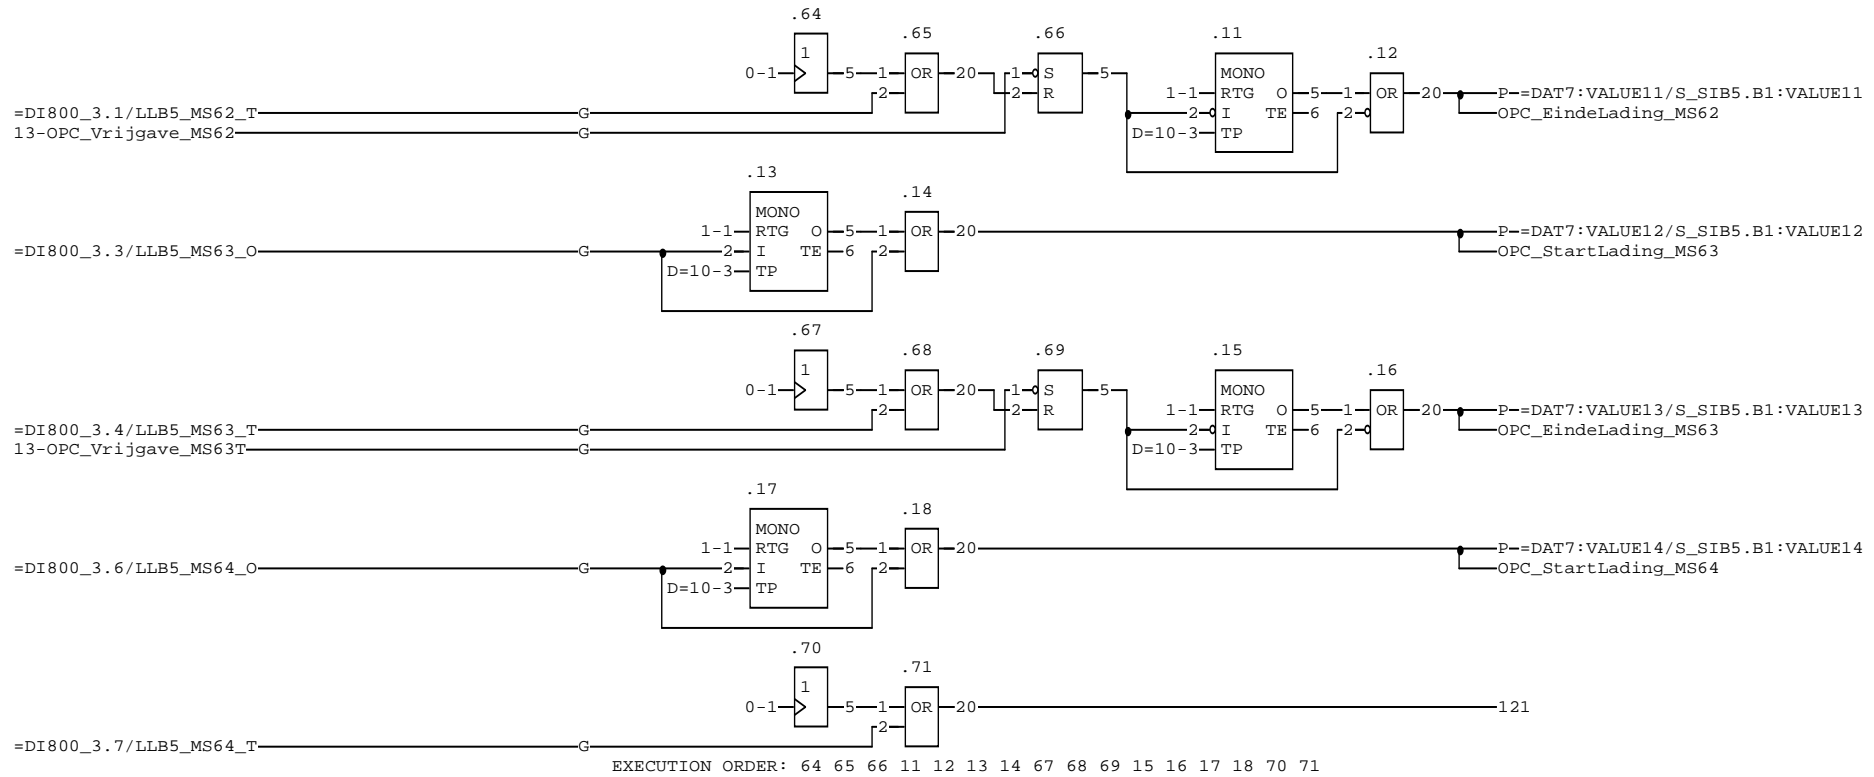 .64
.65 .66 .11
1 .12
0-1 5 1 OR 20 1 S 5 MONO
2 2 R 1-1 RTG O 5 1 OR 20 P =DAT7:VALUE11/S_SIB5.B1:VALUE11
=DI800_3.1/LLB5_MS62_T G 2 I TE 6 2 OPC_EindeLading_MS62
13-OPC_Vrijgave_MS62 G D=10-3 TP
.13
.14
MONO
1-1 RTG O 5 1 OR 20 P =DAT7:VALUE12/S_SIB5.B1:VALUE12
=DI800_3.3/LLB5_MS63_O G 2 I TE 6 2 OPC_StartLading_MS63
D=10-3 TP
.67
.68 .69 .15
1 .16
0-1 5 1 OR 20 1 S 5 MONO
2 2 R 1-1 RTG O 5 1 OR 20 P =DAT7:VALUE13/S_SIB5.B1:VALUE13
=DI800_3.4/LLB5_MS63_T G 2 I TE 6 2 OPC_EindeLading_MS63
13-OPC_Vrijgave_MS63T G D=10-3 TP
.17
.18
MONO
1-1 RTG O 5 1 OR 20 P =DAT7:VALUE14/S_SIB5.B1:VALUE14
=DI800_3.6/LLB5_MS64_O G 2 I TE 6 2 OPC_StartLading_MS64
D=10-3 TP
.70
.71
1
0-1 5 1 OR 20 121
2
=DI800_3.7/LLB5_MS64_T G
EXECUTION ORDER: 64 65 66 11 12 13 14 67 68 69 15 16 17 18 70 71